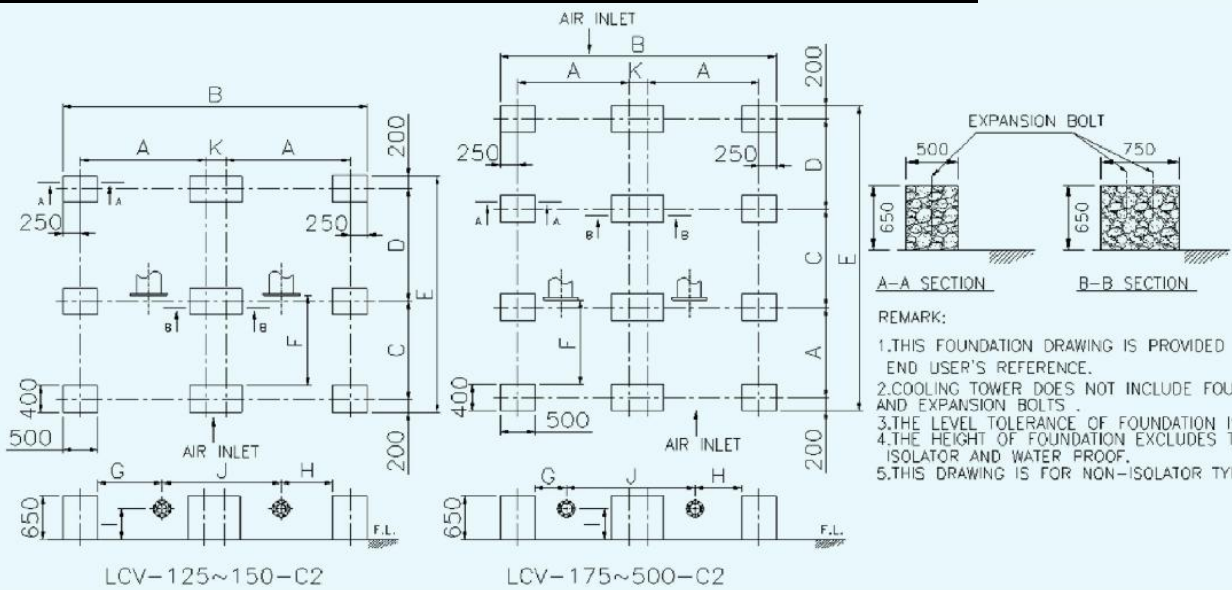 AIR INLET
B
A K A
200
250 250
D
C
E
F
A
A A
B B
400
500
AIR INLET
200
G J H
650
I
F.L.
LCV-175~500-C2
B
A K A
200
A A
250 250
D
E
B B
F
C
400
500
AIR INLET
200
G J H
650
I
F.L.
LCV-125~150-C2
EXPANSION BOLT
500 750
650 650
A-A SECTION B-B SECTION
REMARK:
1.THIS FOUNDATION DRAWING IS PROVIDED
END USER'S REFERENCE.
2.COOLING TOWER DOES NOT INCLUDE FOU
AND EXPANSION BOLTS .
3.THE LEVEL TOLERANCE OF FOUNDATION I
4.THE HEIGHT OF FOUNDATION EXCLUDES
ISOLATOR AND WATER PROOF.
5.THIS DRAWING IS FOR NON-ISOLATOR TY